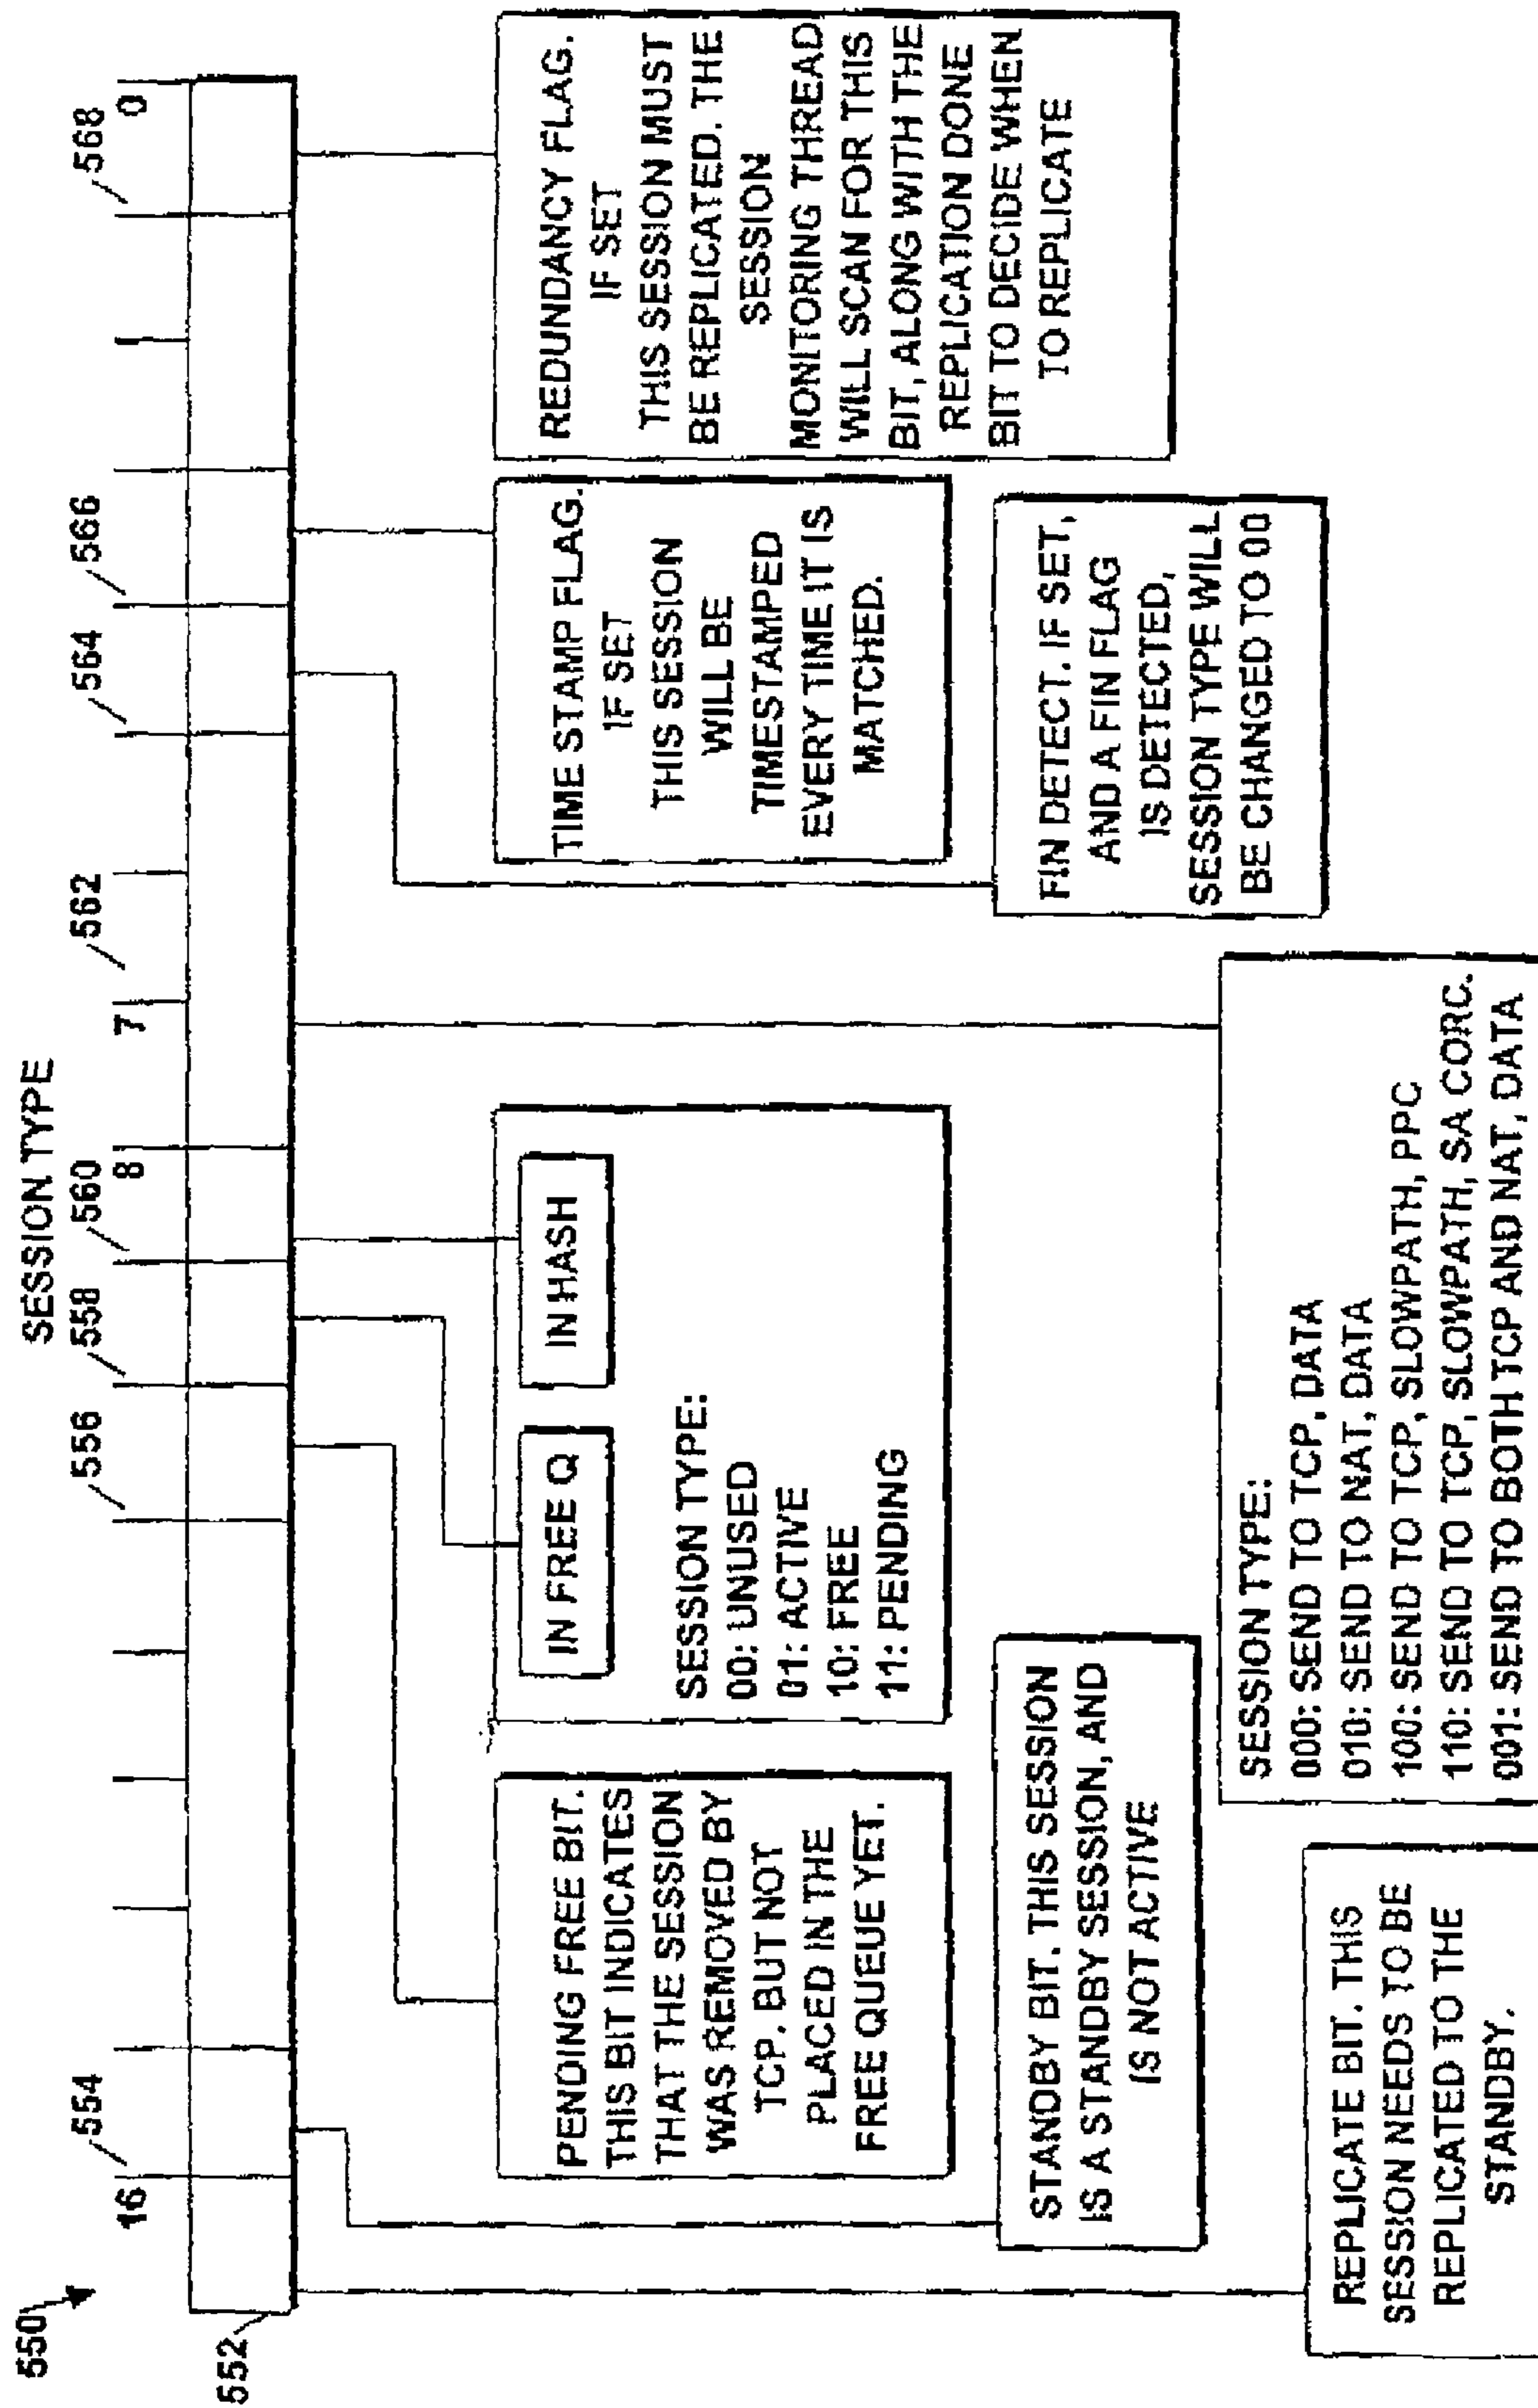 SESSION TYPE
550
552
554
556
558
560
562
564
566
568
16
8
7
0
PENDING FREE BIT.
THIS BIT INDICATES
THAT THE SESSION
WAS REMOVED BY
TCP, BUT NOT
PLACED IN THE
FREE QUEUE YET.
IN FREE Q
IN HASH
SESSION TYPE:
00: UNUSED
01: ACTIVE
10: FREE
11: PENDING
TIME STAMP FLAG.
IF SET
THIS SESSION
WILL BE
TIMESTAMPED
EVERY TIME IT IS
MATCHED.
REDUNDANCY FLAG.
IF SET
THIS SESSION MUST
BE REPLICATED. THE
SESSION
MONITORING THREAD
WILL SCAN FOR THIS
BIT, ALONG WITH THE
REPLICATION DONE
BIT TO DECIDE WHEN
TO REPLICATE
STANDBY BIT. THIS SESSION
IS A STANDBY SESSION, AND
IS NOT ACTIVE
FIN DETECT. IF SET,
AND A FIN FLAG
IS DETECTED,
SESSION TYPE WILL
BE CHANGED TO 00
REPLICATE BIT. THIS
SESSION NEEDS TO BE
REPLICATED TO THE
STANDBY.
SESSION TYPE:
000: SEND TO TCP, DATA
010: SEND TO NAT, DATA
100: SEND TO TCP, SLOWPATH, PPC
110: SEND TO TCP, SLOWPATH, SA CORC.
001: SEND TO BOTH TCP AND NAT, DATA